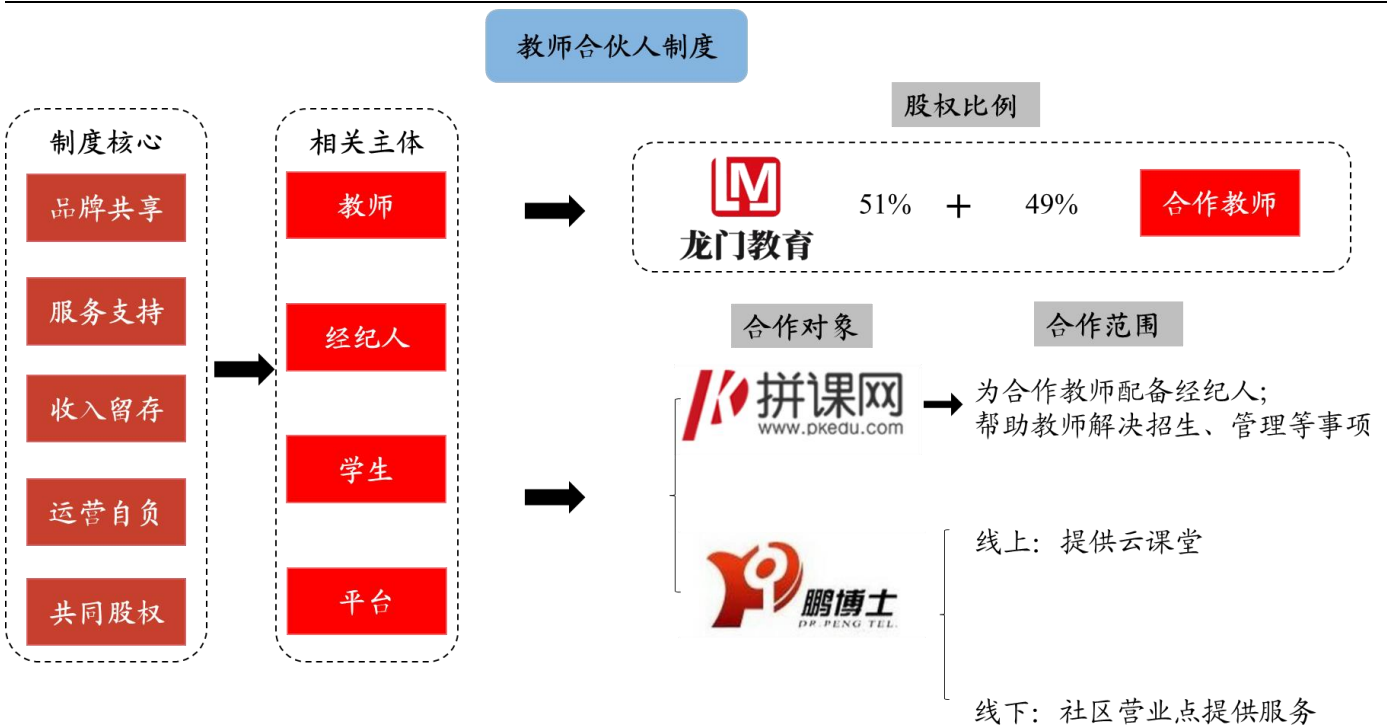 教师合伙人制度
制度核心
品牌共享
服务支持
收入留存
运营自负
共同股权
相关主体
教师
经纪人
学生
平台
股权比例
LM
龙门教育
51% + 49%
合作教师
合作对象
合作范围
拼课网
www.pkedu.com
为合作教师配备经纪人;
帮助教师解决招生、管理等事项
鹏博士
DR.PENG TEL.
线上：提供云课堂
线下：社区营业点提供服务